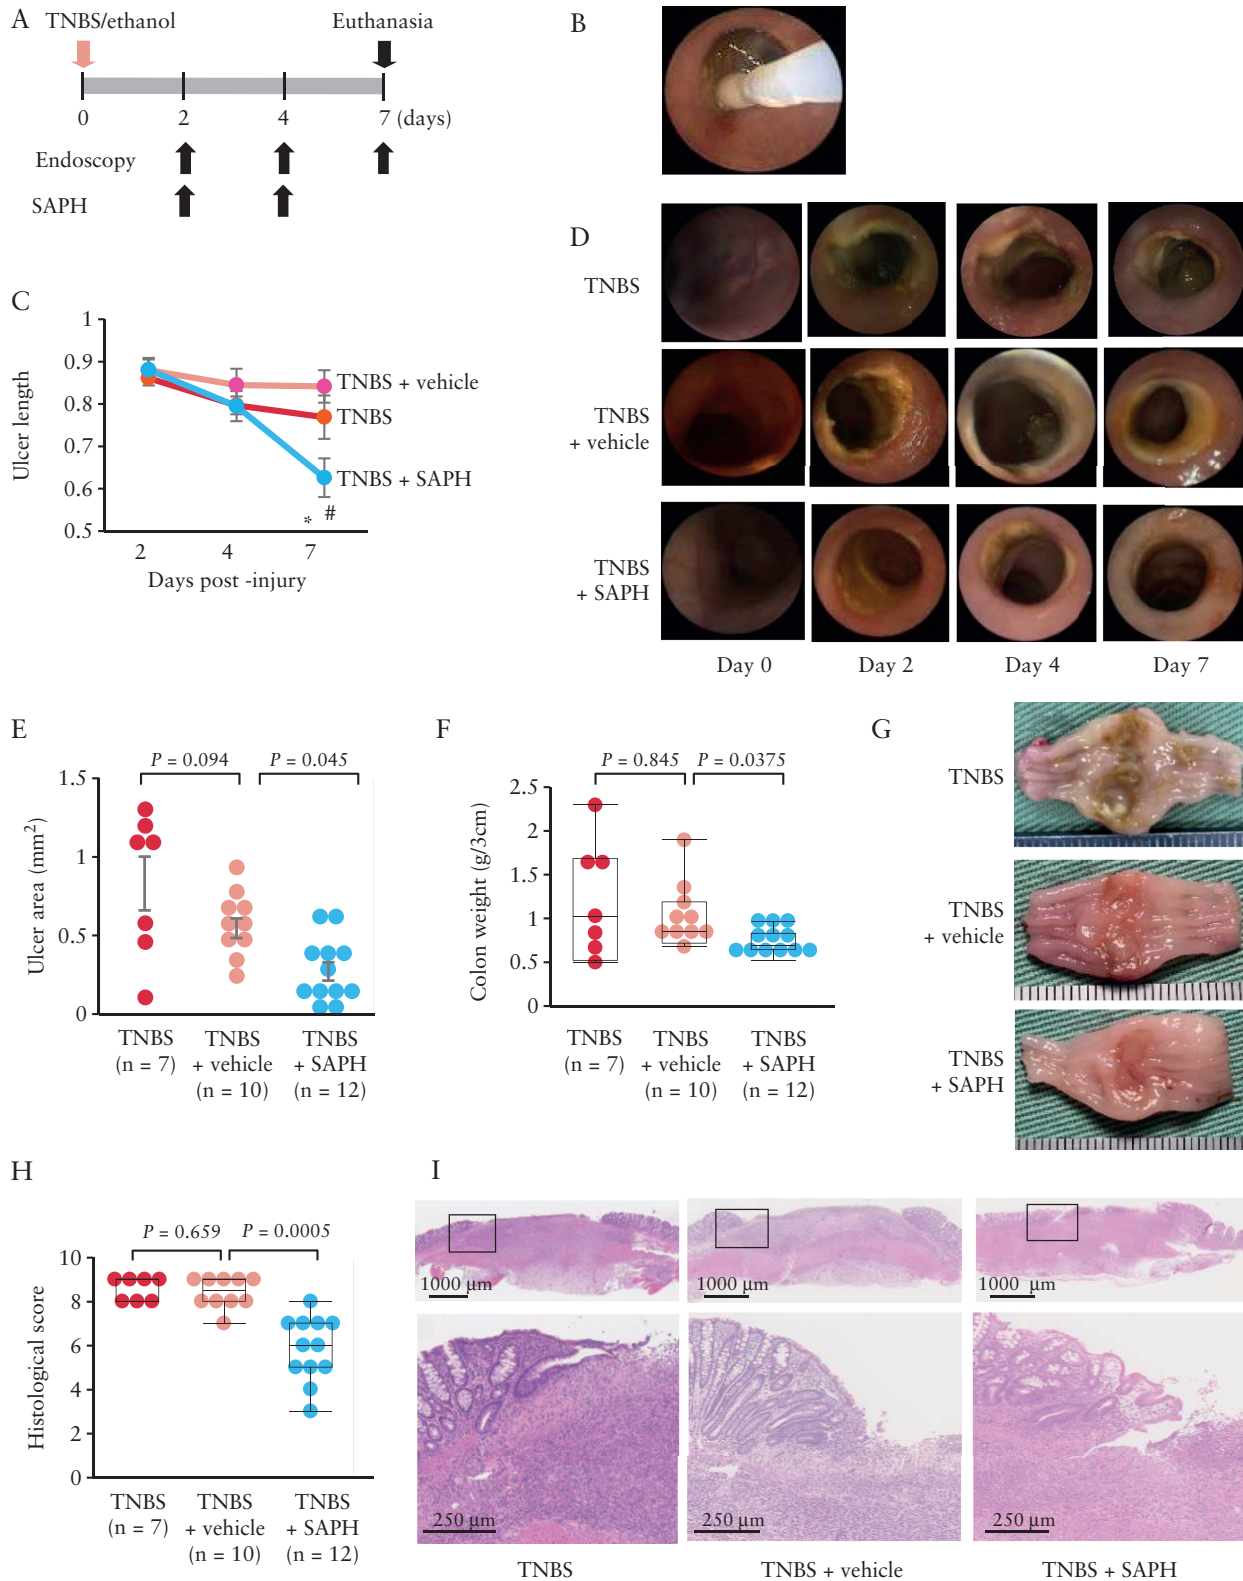 A
TNBS/ethanol
Euthanasia
0
2
4
7 (days)
Endoscopy
SAPH
B
C
Ulcer length
1
0.9
0.8
0.7
0.6
0.5
TNBS + vehicle
TNBS
TNBS + SAPH
* #
2
4
7
Days post -injury
D
TNBS
TNBS
+ vehicle
TNBS
+ SAPH
Day 0
Day 2
Day 4
Day 7
E
P = 0.094
P = 0.045
Ulcer area (mm²)
1.5
1
0.5
0
TNBS
(n = 7)
TNBS
+ vehicle
(n = 10)
TNBS
+ SAPH
(n = 12)
F
P = 0.845
P = 0.0375
Colon weight (g/3cm)
2.5
2
1.5
1
0.5
0
TNBS
(n = 7)
TNBS
+ vehicle
(n = 10)
TNBS
+ SAPH
(n = 12)
G
TNBS
TNBS
+ vehicle
TNBS
+ SAPH
H
P = 0.659
P = 0.0005
Histological score
10
8
6
4
2
0
TNBS
(n = 7)
TNBS
+ vehicle
(n = 10)
TNBS
+ SAPH
(n = 12)
I
1000 µm
1000 µm
1000 µm
250 µm
250 µm
250 µm
TNBS
TNBS + vehicle
TNBS + SAPH